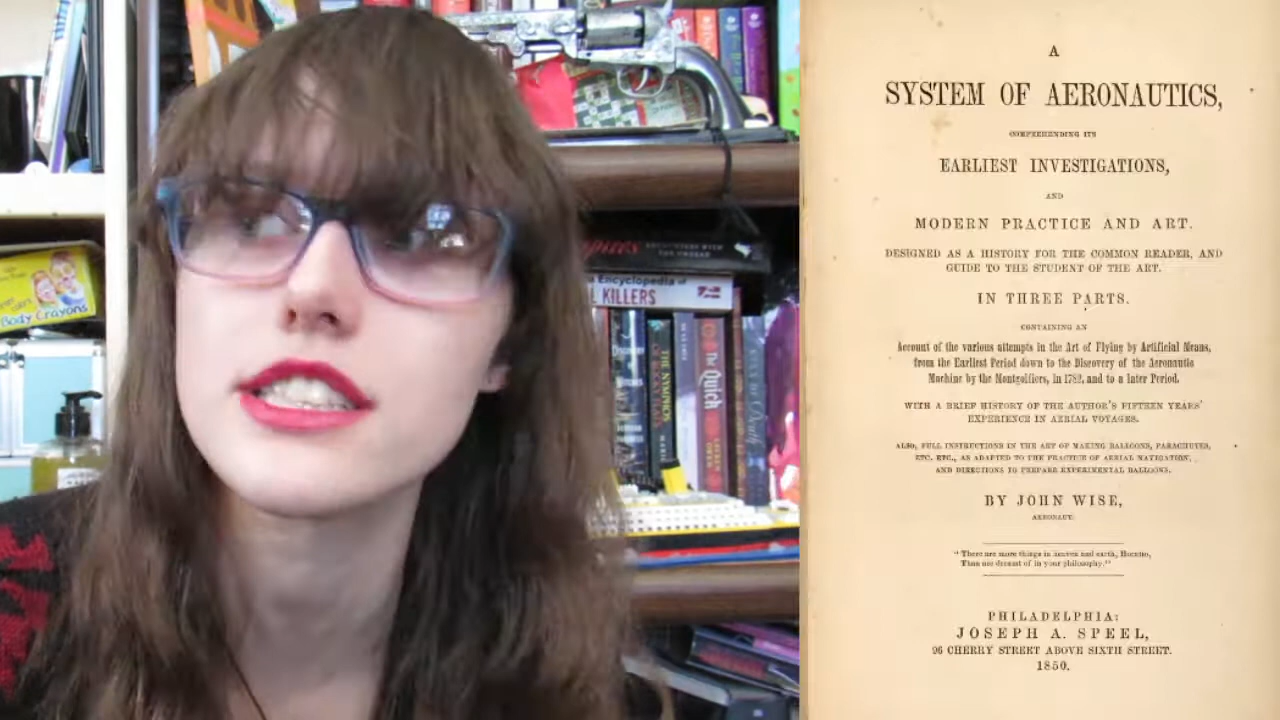 Body Crayons
Encyclopedia of
KILLERS
The Quick
A
SYSTEM OF AERONAUTICS,
COMPREHENDING ITS
EARLIEST INVESTIGATIONS,
AND
MODERN PRACTICE AND ART.
DESIGNED AS A HISTORY FOR THE COMMON READER, AND
GUIDE TO THE STUDENT OF THE ART.
IN THREE PARTS.
CONTAINING AN
Account of the various attempts in the Art of Flying by Artificial Means,
from the Earliest Period down to the Discovery of the Aeronautic
Machine by the Montgolfiers, in 1782, and to a later Period.
WITH A BRIEF HISTORY OF THE AUTHOR'S FIFTEEN YEARS'
EXPERIENCE IN AERIAL VOYAGES.
ALSO, FULL INSTRUCTIONS IN THE ART OF MAKING BALLOONS, PARACHUTES,
ETC. ETC., AS ADAPTED TO THE PRACTICE OF AERIAL NAVIGATION,
AND DIRECTIONS TO PREPARE EXPERIMENTAL BALLOONS.
BY JOHN WISE,
AERONAUT.
"There are more things in heaven and earth, Horatio,
Than are dreamt of in your philosophy."
PHILADELPHIA:
JOSEPH A. SPEEL,
96 CHERRY STREET ABOVE SIXTH STREET.
1850.